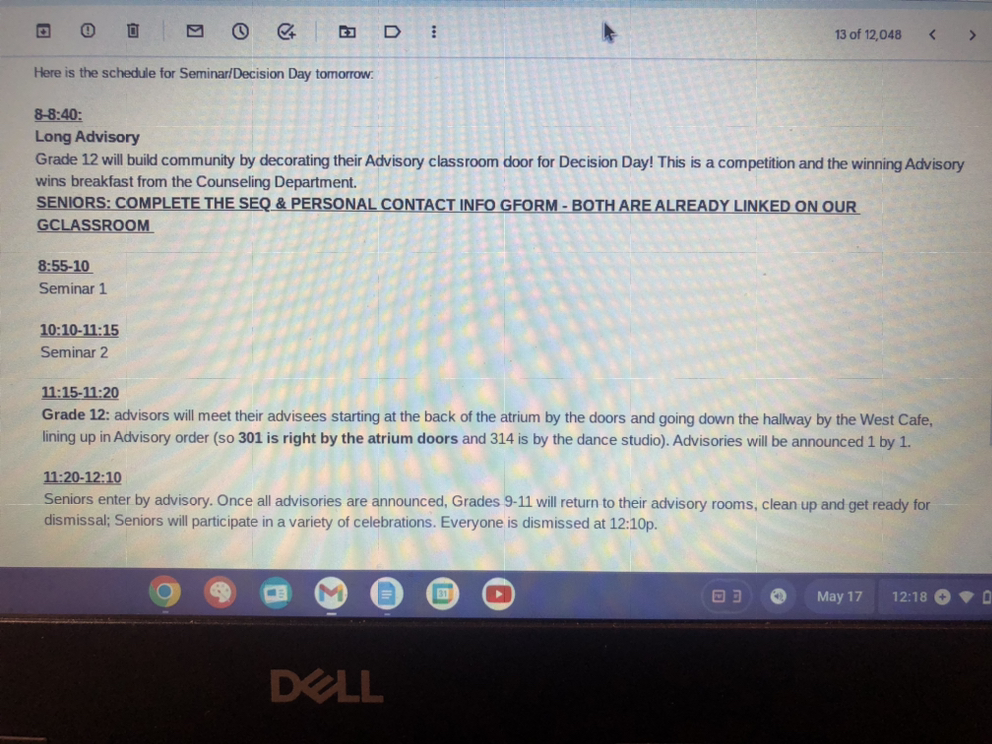 13 of 12,048
Here is the schedule for Seminar/Decision Day tomorrow:
8-8:40:
Long Advisory
Grade 12 will build community by decorating their Advisory classroom door for Decision Day! This is a competition and the winning Advisory
wins breakfast from the Counseling Department.
SENIORS: COMPLETE THE SEQ & PERSONAL CONTACT INFO GFORM - BOTH ARE ALREADY LINKED ON OUR
GCLASSROOM
8:55-10
Seminar 1
10:10-11:15
Seminar 2
11:15-11:20
Grade 12: advisors will meet their advisees starting at the back of the atrium by the doors and going down the hallway by the West Cafe,
lining up in Advisory order (so 301 is right by the atrium doors and 314 is by the dance studio). Advisories will be announced 1 by 1.
11:20-12:10
Seniors enter by advisory. Once all advisories are announced, Grades 9-11 will return to their advisory rooms, clean up and get ready for
dismissal; Seniors will participate in a variety of celebrations. Everyone is dismissed at 12:10p.
31
May 17
12:18
DELL